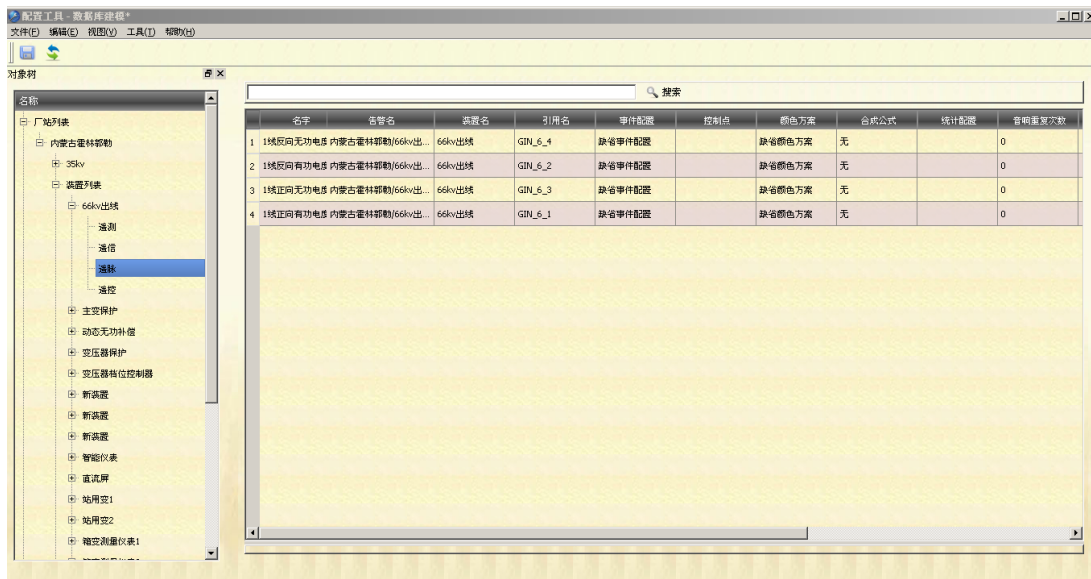 配置工具 - 数据库建模*
文件(F) 编辑(E) 视图(V) 工具(T) 帮助(H)
对象树
搜索
名称
厂站列表
内蒙古霍林郭勒
35kv
装置列表
66kv出线
遥测
遥信
遥脉
遥控
主变保护
动态无功补偿
变压器保护
变压器档位控制器
新装置
新装置
新装置
智能仪表
直流屏
站用变1
站用变2
箱变测量仪表1
名字 告警名 装置名 引用名 事件配置 控制点 颜色方案 合成公式 统计配置 音响重复次数
1 1线反向无功电度 内蒙古霍林郭勒/66kv出... 66kv出线 GIN_6_4 缺省事件配置 缺省颜色方案 无 0
2 1线反向有功电度 内蒙古霍林郭勒/66kv出... 66kv出线 GIN_6_2 缺省事件配置 缺省颜色方案 无 0
3 1线正向无功电度 内蒙古霍林郭勒/66kv出... 66kv出线 GIN_6_3 缺省事件配置 缺省颜色方案 无 0
4 1线正向有功电度 内蒙古霍林郭勒/66kv出... 66kv出线 GIN_6_1 缺省事件配置 缺省颜色方案 无 0